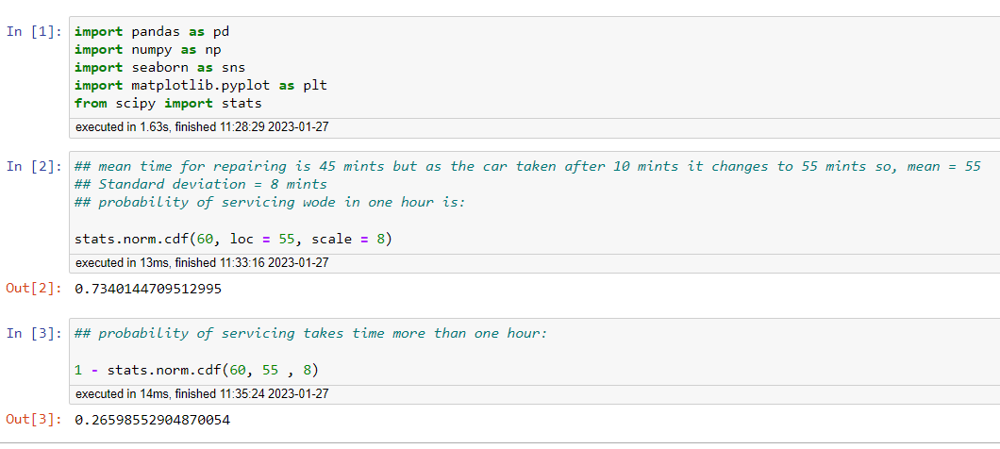 In [1]: import pandas as pd
import numpy as np
import seaborn as sns
import matplotlib.pyplot as plt
from scipy import stats
executed in 1.63s, finished 11:28:29 2023-01-27
In [2]: ## mean time for repairing is 45 mints but as the car taken after 10 mints it changes to 55 mints so, mean = 55
## Standard deviation = 8 mints
## probability of servicing wode in one hour is:
stats.norm.cdf(60, loc = 55, scale = 8)
executed in 13ms, finished 11:33:16 2023-01-27
Out[2]: 0.7340144709512995
In [3]: ## probability of servicing takes time more than one hour:
1 - stats.norm.cdf(60, 55 , 8)
executed in 14ms, finished 11:35:24 2023-01-27
Out[3]: 0.26598552904870054